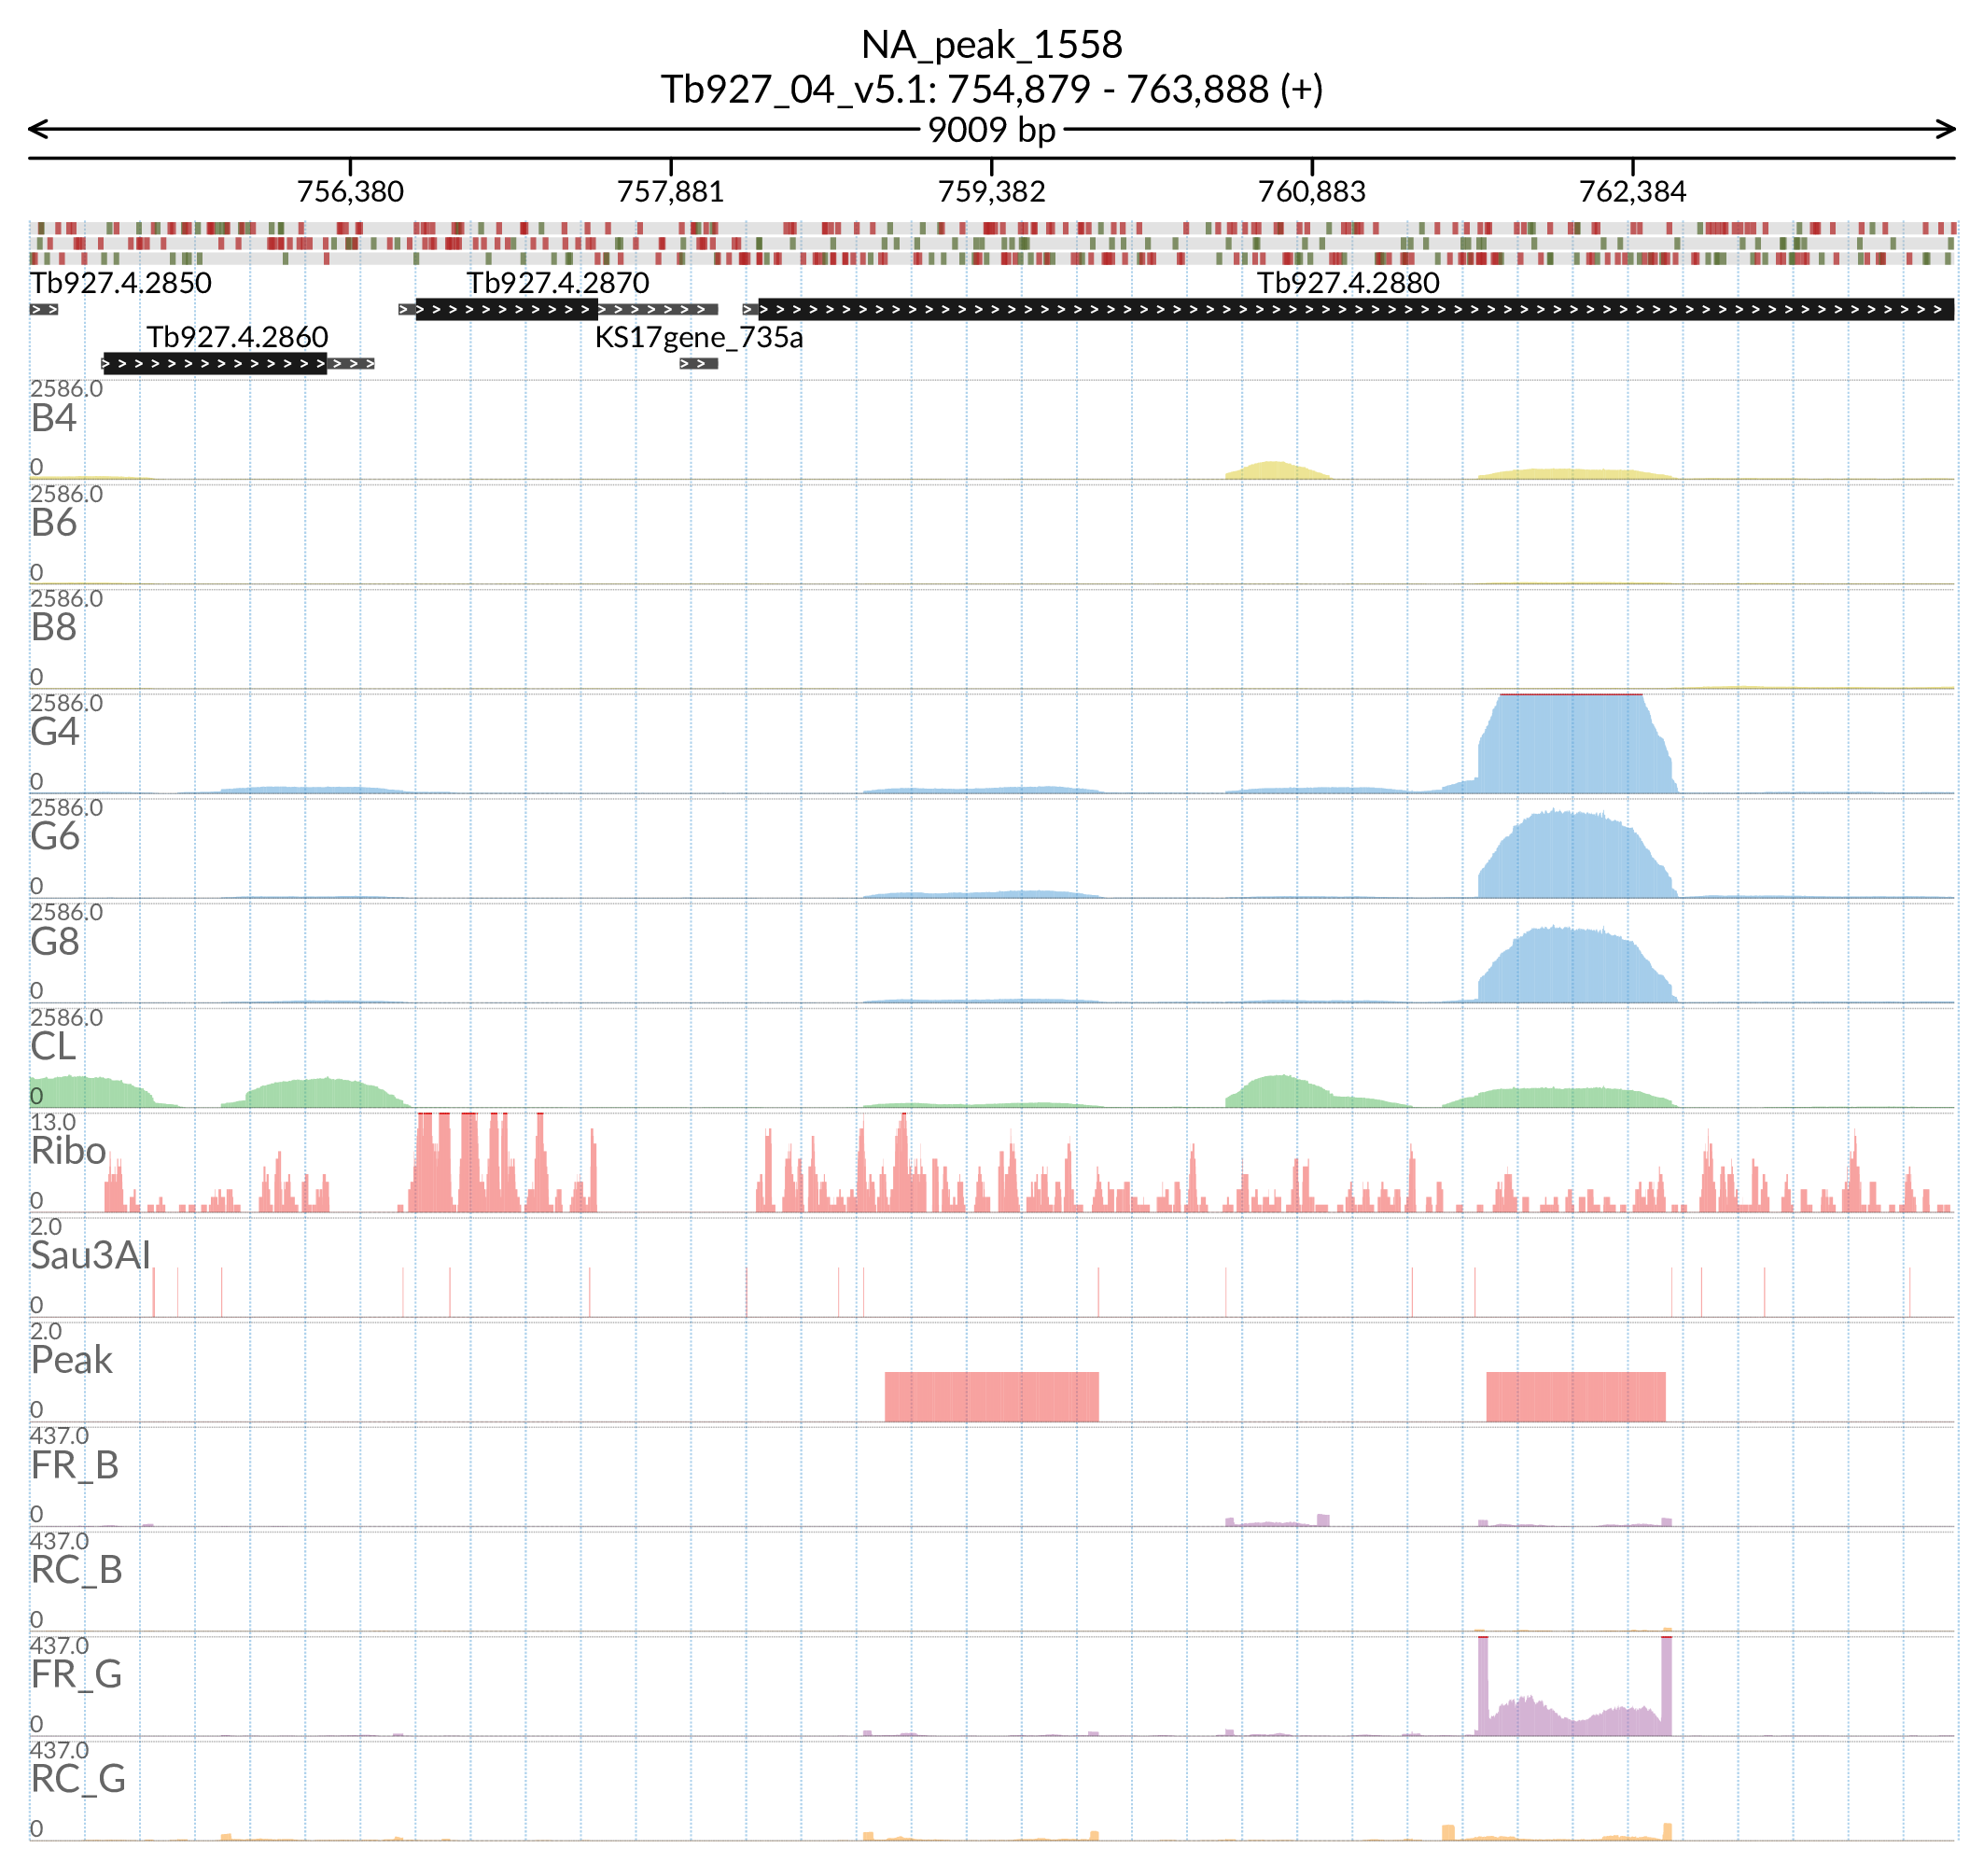 NA_peak_1558
Tb927_04_v5.1: 754,879 - 763,888 (+)
9009 bp
756,380 757,881 759,382 760,883 762,384
Tb927.4.2850 Tb927.4.2870 Tb927.4.2880
Tb927.4.2860 KS17gene_735a
2586.0
B4
0
2586.0
B6
0
2586.0
B8
0
2586.0
G4
0
2586.0
G6
0
2586.0
G8
0
2586.0
CL
0
13.0
Ribo
0
2.0
Sau3AI
0
2.0
Peak
0
437.0
FR_B
0
437.0
RC_B
0
437.0
FR_G
0
437.0
RC_G
0